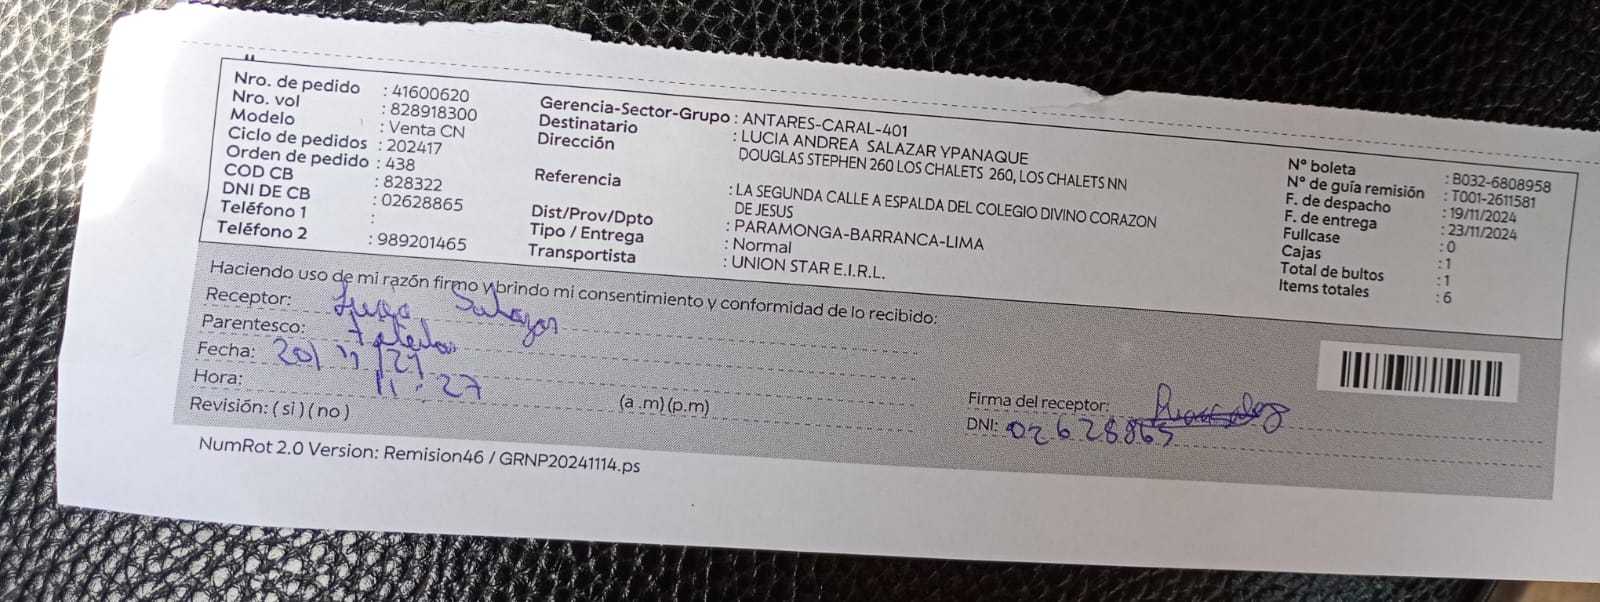 Nro. de pedido : 41600620
Nro. vol : 828918300
Modelo : Venta CN
Ciclo de pedidos : 202417
Orden de pedido : 438
COD CB : 828322
DNI DE CB : 02628865
Teléfono 1 :
Teléfono 2 : 989201465
Gerencia-Sector-Grupo : ANTARES-CARAL-401
Destinatario : LUCIA ANDREA SALAZAR YPANAQUE
Dirección DOUGLAS STEPHEN 260 LOS CHALETS 260, LOS CHALETS NN
Referencia : LA SEGUNDA CALLE A ESPALDA DEL COLEGIO DIVINO CORAZON
DE JESUS
Dist/Prov/Dpto : PARAMONGA-BARRANCA-LIMA
Tipo / Entrega : Normal
Transportista : UNION STAR E.I.R.L.
N° boleta : B032-6808958
N° de guía remisión : T001-2611581
F. de despacho : 19/11/2024
F. de entrega : 23/11/2024
Fullcase : 0
Cajas : 1
Total de bultos : 1
Items totales : 6
Haciendo uso de mi razón firmo y brindo mi consentimiento y conformidad de lo recibido:
Receptor: Salazar
Parentesco:
Fecha: 20/11/24
Hora: 11:27 (a .m)(p.m)
Revisión: ( si ) ( no )
Firma del receptor:
DNI: 02628865
NumRot 2.0 Version: Remision46 / GRNP20241114.ps